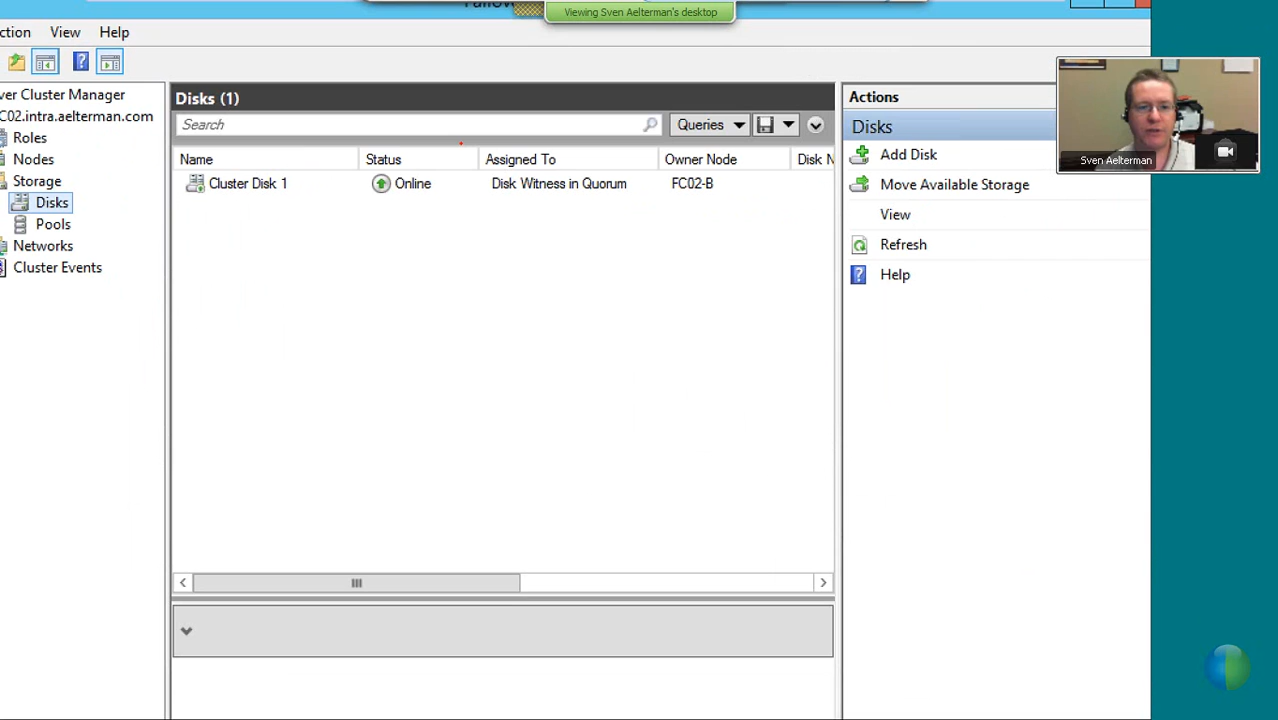 Viewing Sven Aelterman's desktop
ction View Help
ver Cluster Manager
C02.intra.aelterman.com
Roles
Nodes
Storage
Disks
Pools
Networks
Cluster Events
Disks (1)
Search
Queries
Name Status Assigned To Owner Node Disk N
Cluster Disk 1 Online Disk Witness in Quorum FC02-B
Actions
Disks
Add Disk
Move Available Storage
View
Refresh
Help
Sven Aelterman